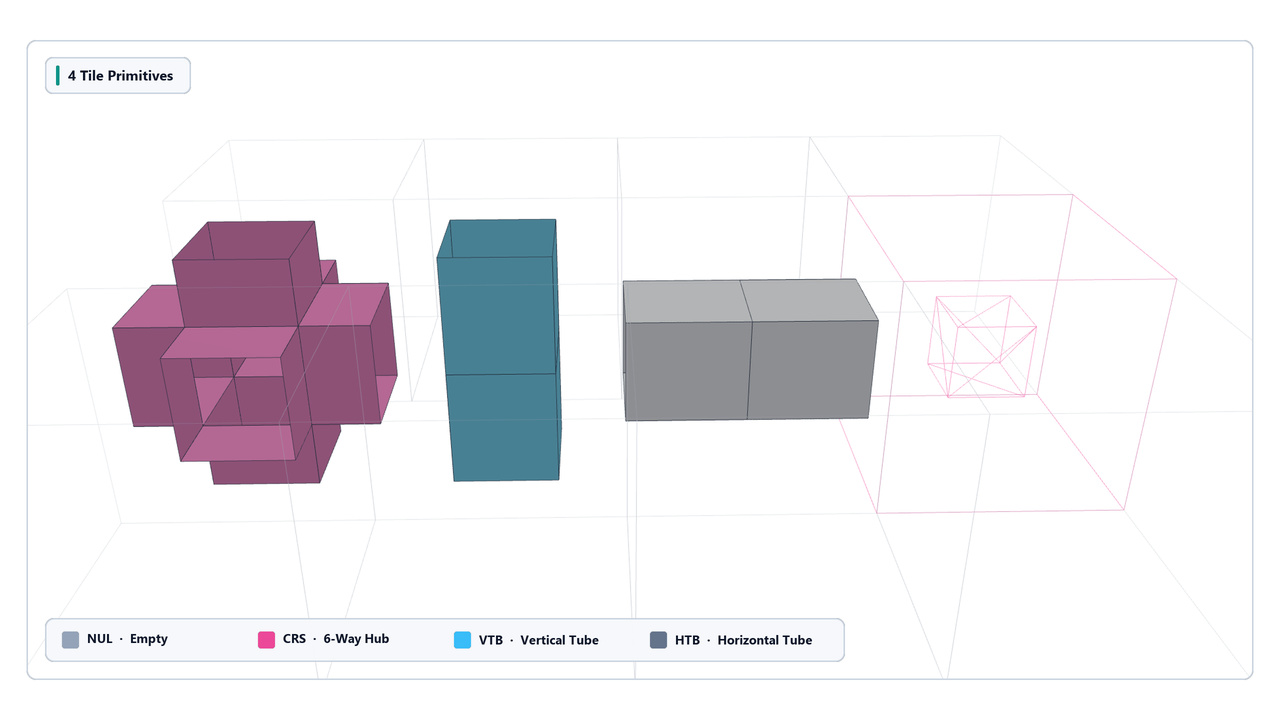 4 Tile Primitives
NUL · Empty
CRS · 6-Way Hub
VTB · Vertical Tube
HTB · Horizontal Tube